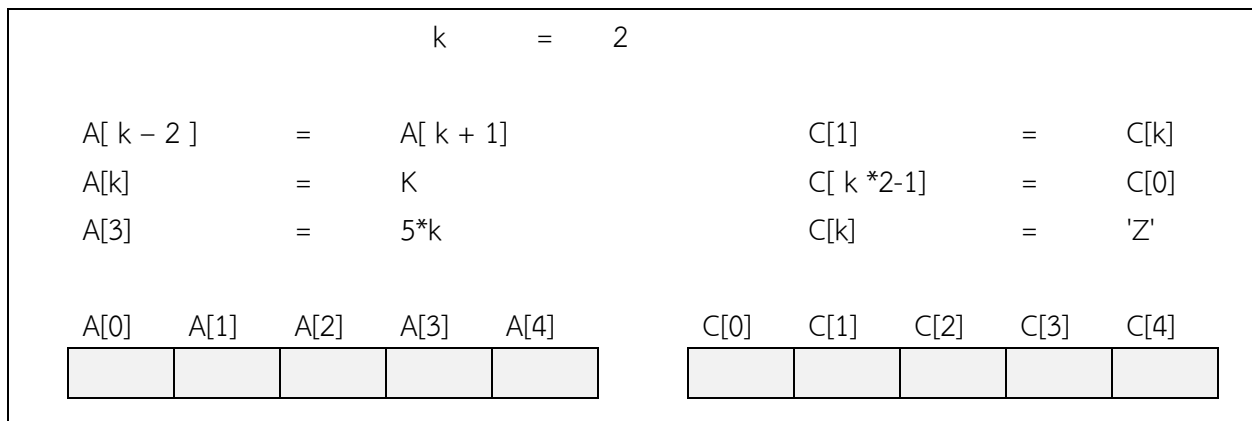 k = 2
A[ k – 2 ] = A[ k + 1] C[1] = C[k]
A[k] = K C[ k *2-1] = C[0]
A[3] = 5*k C[k] = 'Z'
A[0] A[1] A[2] A[3] A[4] C[0] C[1] C[2] C[3] C[4]